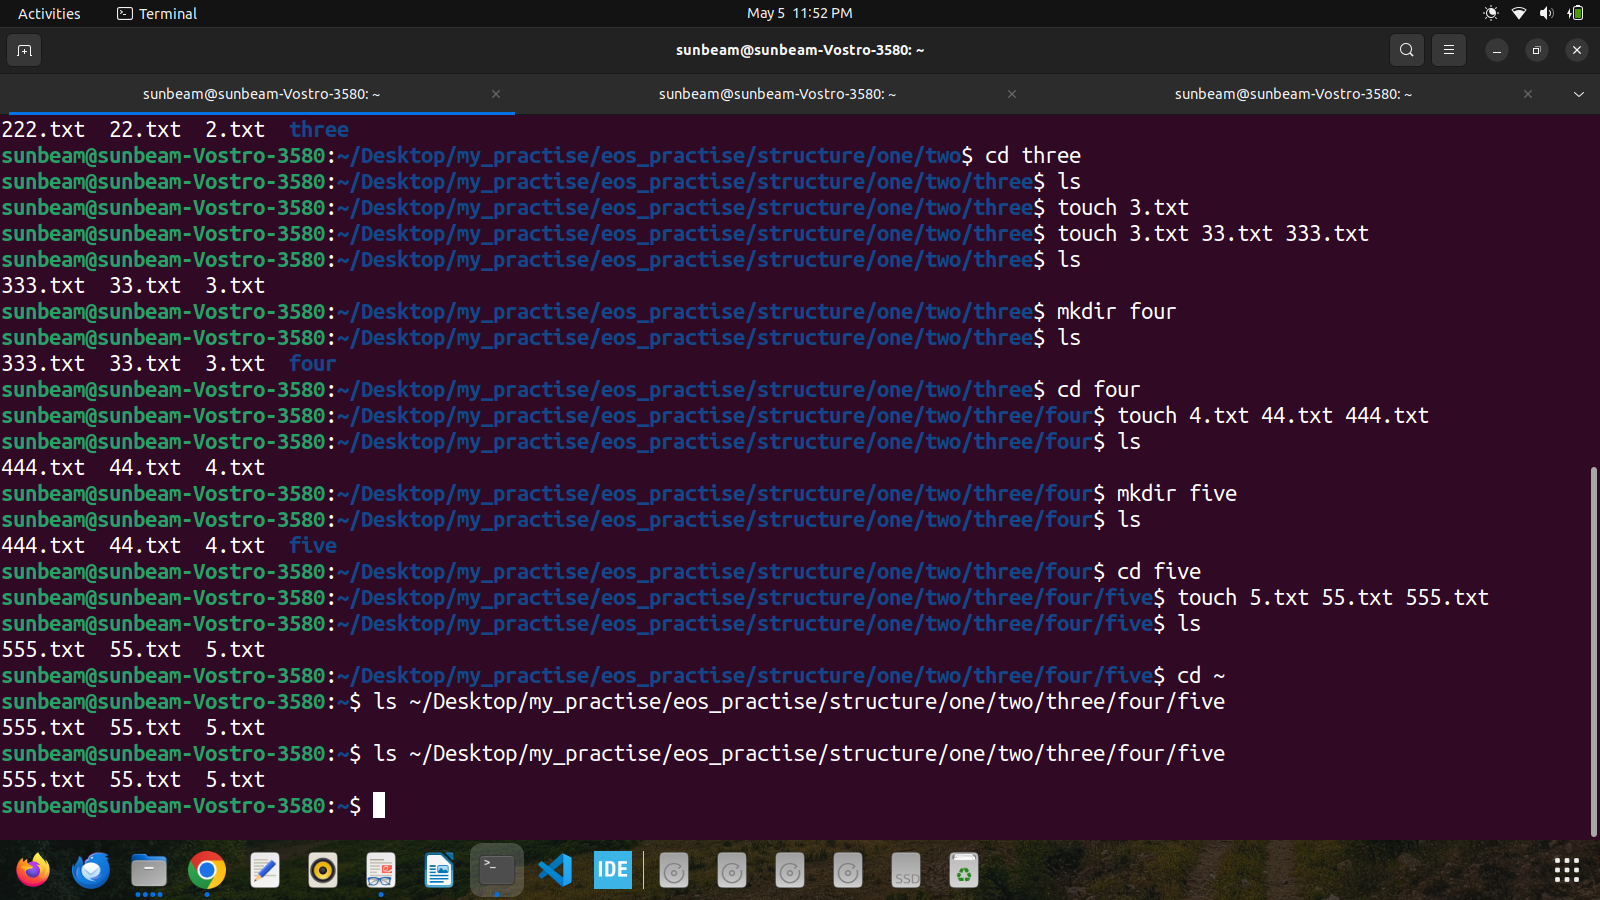 Activities
Terminal
May 5  11:52 PM
sunbeam@sunbeam-Vostro-3580: ~
sunbeam@sunbeam-Vostro-3580: ~
sunbeam@sunbeam-Vostro-3580: ~
sunbeam@sunbeam-Vostro-3580: ~
222.txt  22.txt  2.txt  three
sunbeam@sunbeam-Vostro-3580:~/Desktop/my_practise/eos_practise/structure/one/two$ cd three
sunbeam@sunbeam-Vostro-3580:~/Desktop/my_practise/eos_practise/structure/one/two/three$ ls
sunbeam@sunbeam-Vostro-3580:~/Desktop/my_practise/eos_practise/structure/one/two/three$ touch 3.txt
sunbeam@sunbeam-Vostro-3580:~/Desktop/my_practise/eos_practise/structure/one/two/three$ touch 3.txt 33.txt 333.txt
sunbeam@sunbeam-Vostro-3580:~/Desktop/my_practise/eos_practise/structure/one/two/three$ ls
333.txt  33.txt  3.txt
sunbeam@sunbeam-Vostro-3580:~/Desktop/my_practise/eos_practise/structure/one/two/three$ mkdir four
sunbeam@sunbeam-Vostro-3580:~/Desktop/my_practise/eos_practise/structure/one/two/three$ ls
333.txt  33.txt  3.txt  four
sunbeam@sunbeam-Vostro-3580:~/Desktop/my_practise/eos_practise/structure/one/two/three$ cd four
sunbeam@sunbeam-Vostro-3580:~/Desktop/my_practise/eos_practise/structure/one/two/three/four$ touch 4.txt 44.txt 444.txt
sunbeam@sunbeam-Vostro-3580:~/Desktop/my_practise/eos_practise/structure/one/two/three/four$ ls
444.txt  44.txt  4.txt
sunbeam@sunbeam-Vostro-3580:~/Desktop/my_practise/eos_practise/structure/one/two/three/four$ mkdir five
sunbeam@sunbeam-Vostro-3580:~/Desktop/my_practise/eos_practise/structure/one/two/three/four$ ls
444.txt  44.txt  4.txt  five
sunbeam@sunbeam-Vostro-3580:~/Desktop/my_practise/eos_practise/structure/one/two/three/four$ cd five
sunbeam@sunbeam-Vostro-3580:~/Desktop/my_practise/eos_practise/structure/one/two/three/four/five$ touch 5.txt 55.txt 555.txt
sunbeam@sunbeam-Vostro-3580:~/Desktop/my_practise/eos_practise/structure/one/two/three/four/five$ ls
555.txt  55.txt  5.txt
sunbeam@sunbeam-Vostro-3580:~/Desktop/my_practise/eos_practise/structure/one/two/three/four/five$ cd ~
sunbeam@sunbeam-Vostro-3580:~$ ls ~/Desktop/my_practise/eos_practise/structure/one/two/three/four/five
555.txt  55.txt  5.txt
sunbeam@sunbeam-Vostro-3580:~$ ls ~/Desktop/my_practise/eos_practise/structure/one/two/three/four/five
555.txt  55.txt  5.txt
sunbeam@sunbeam-Vostro-3580:~$
IDE
SSD